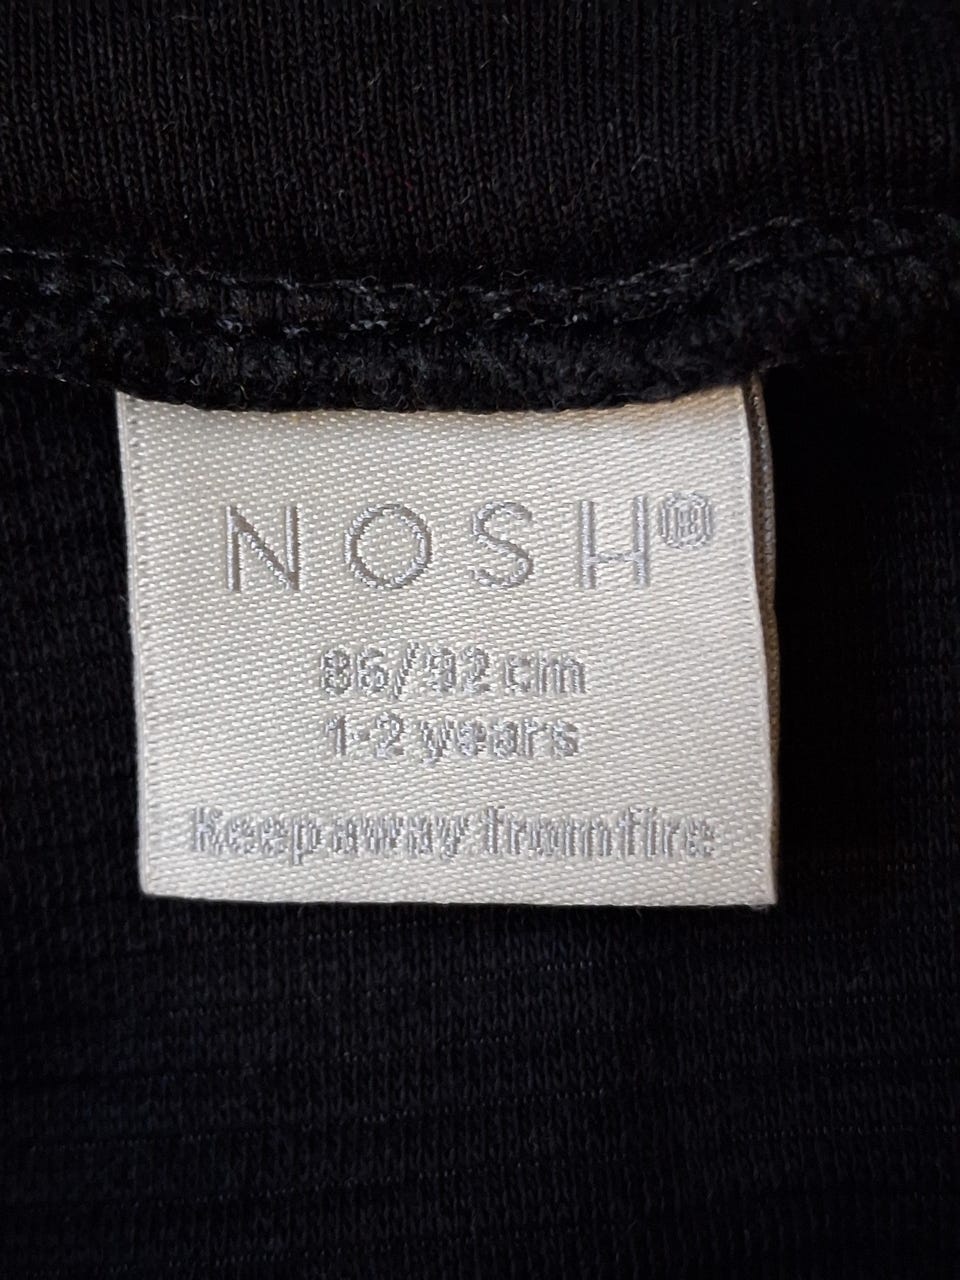 NOSH®
86/92 cm
1-2 years
Keep away from fire